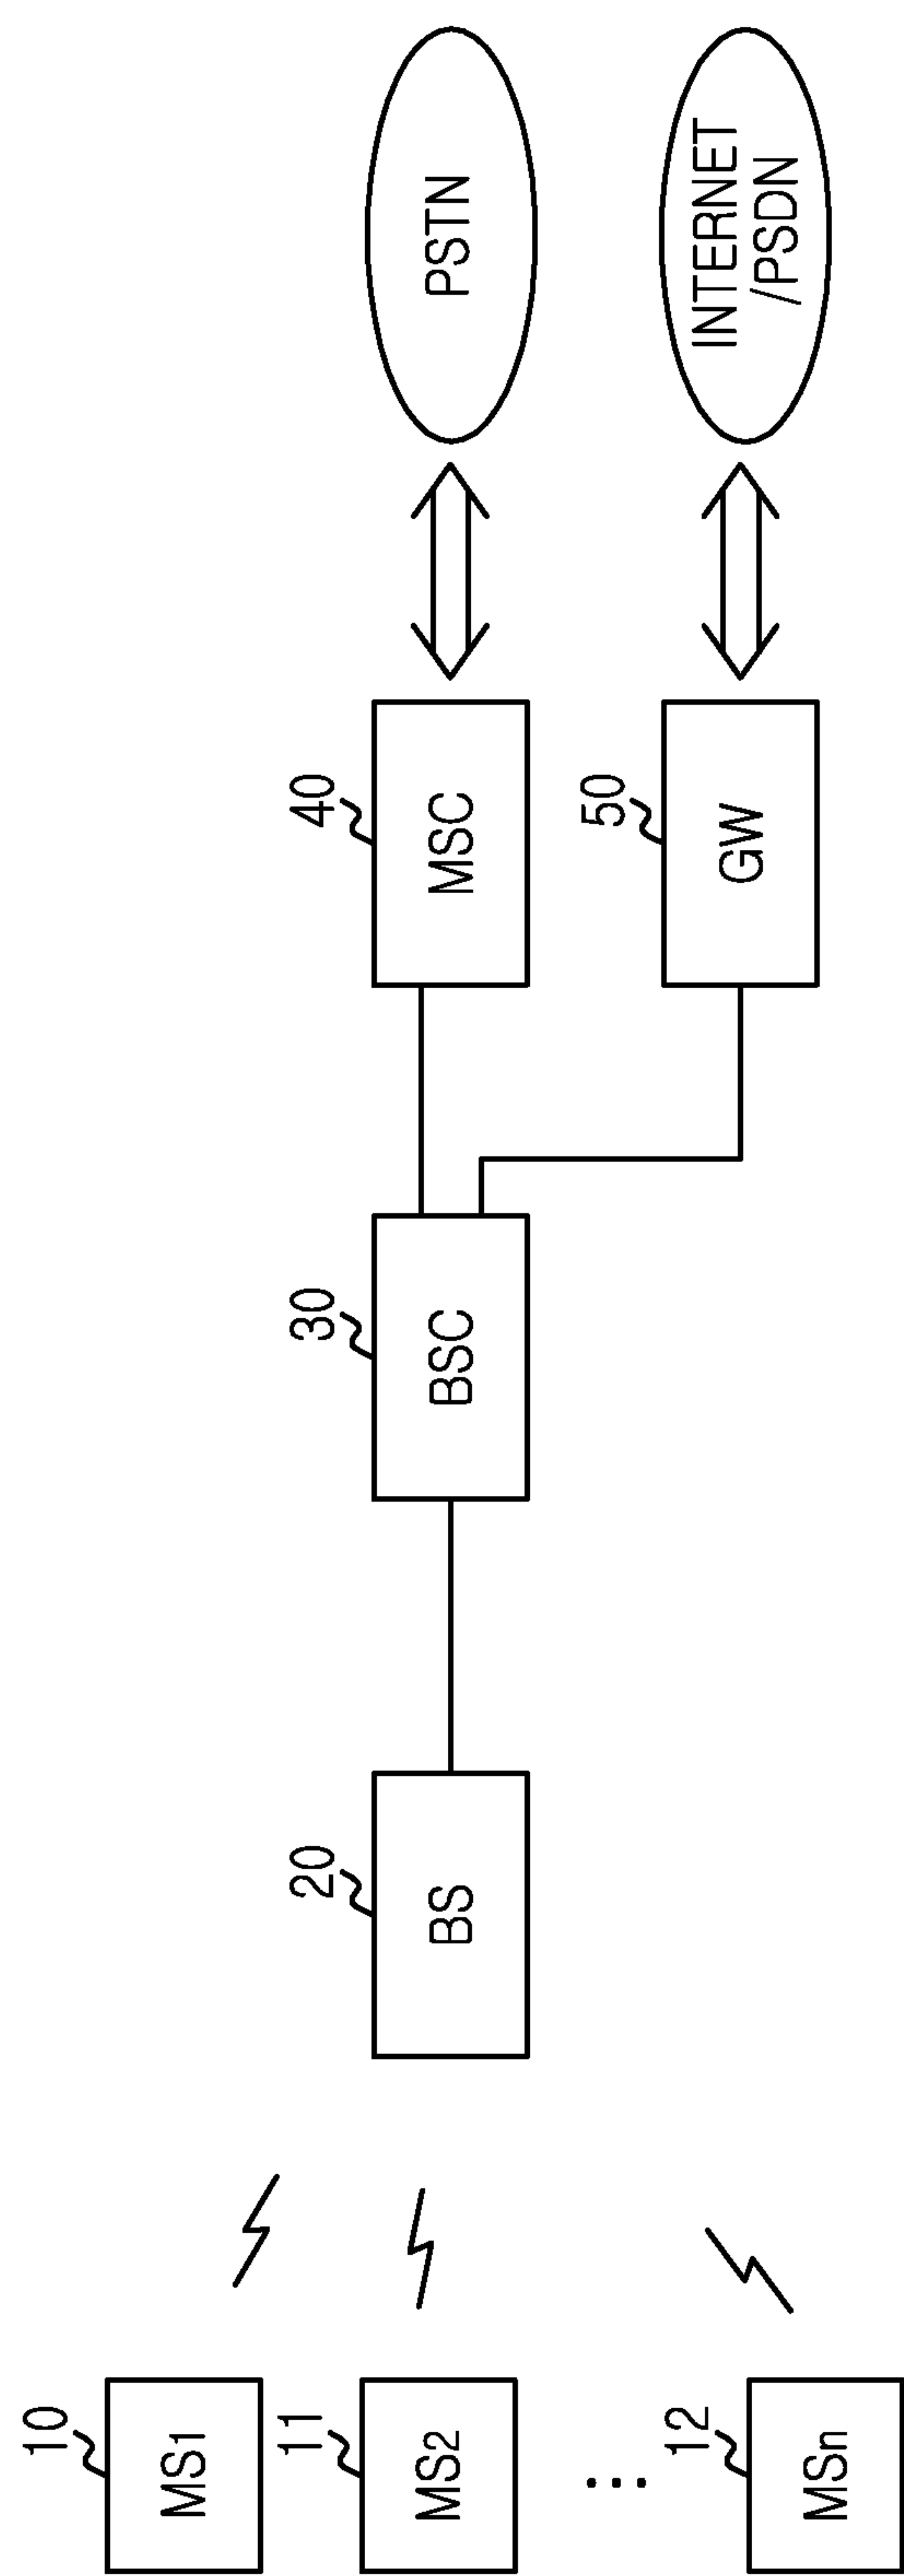 10
MS1
11
MS2
...
12
MSn
20
BS
30
BSC
40
MSC
50
GW
PSTN
INTERNET
/PSDN